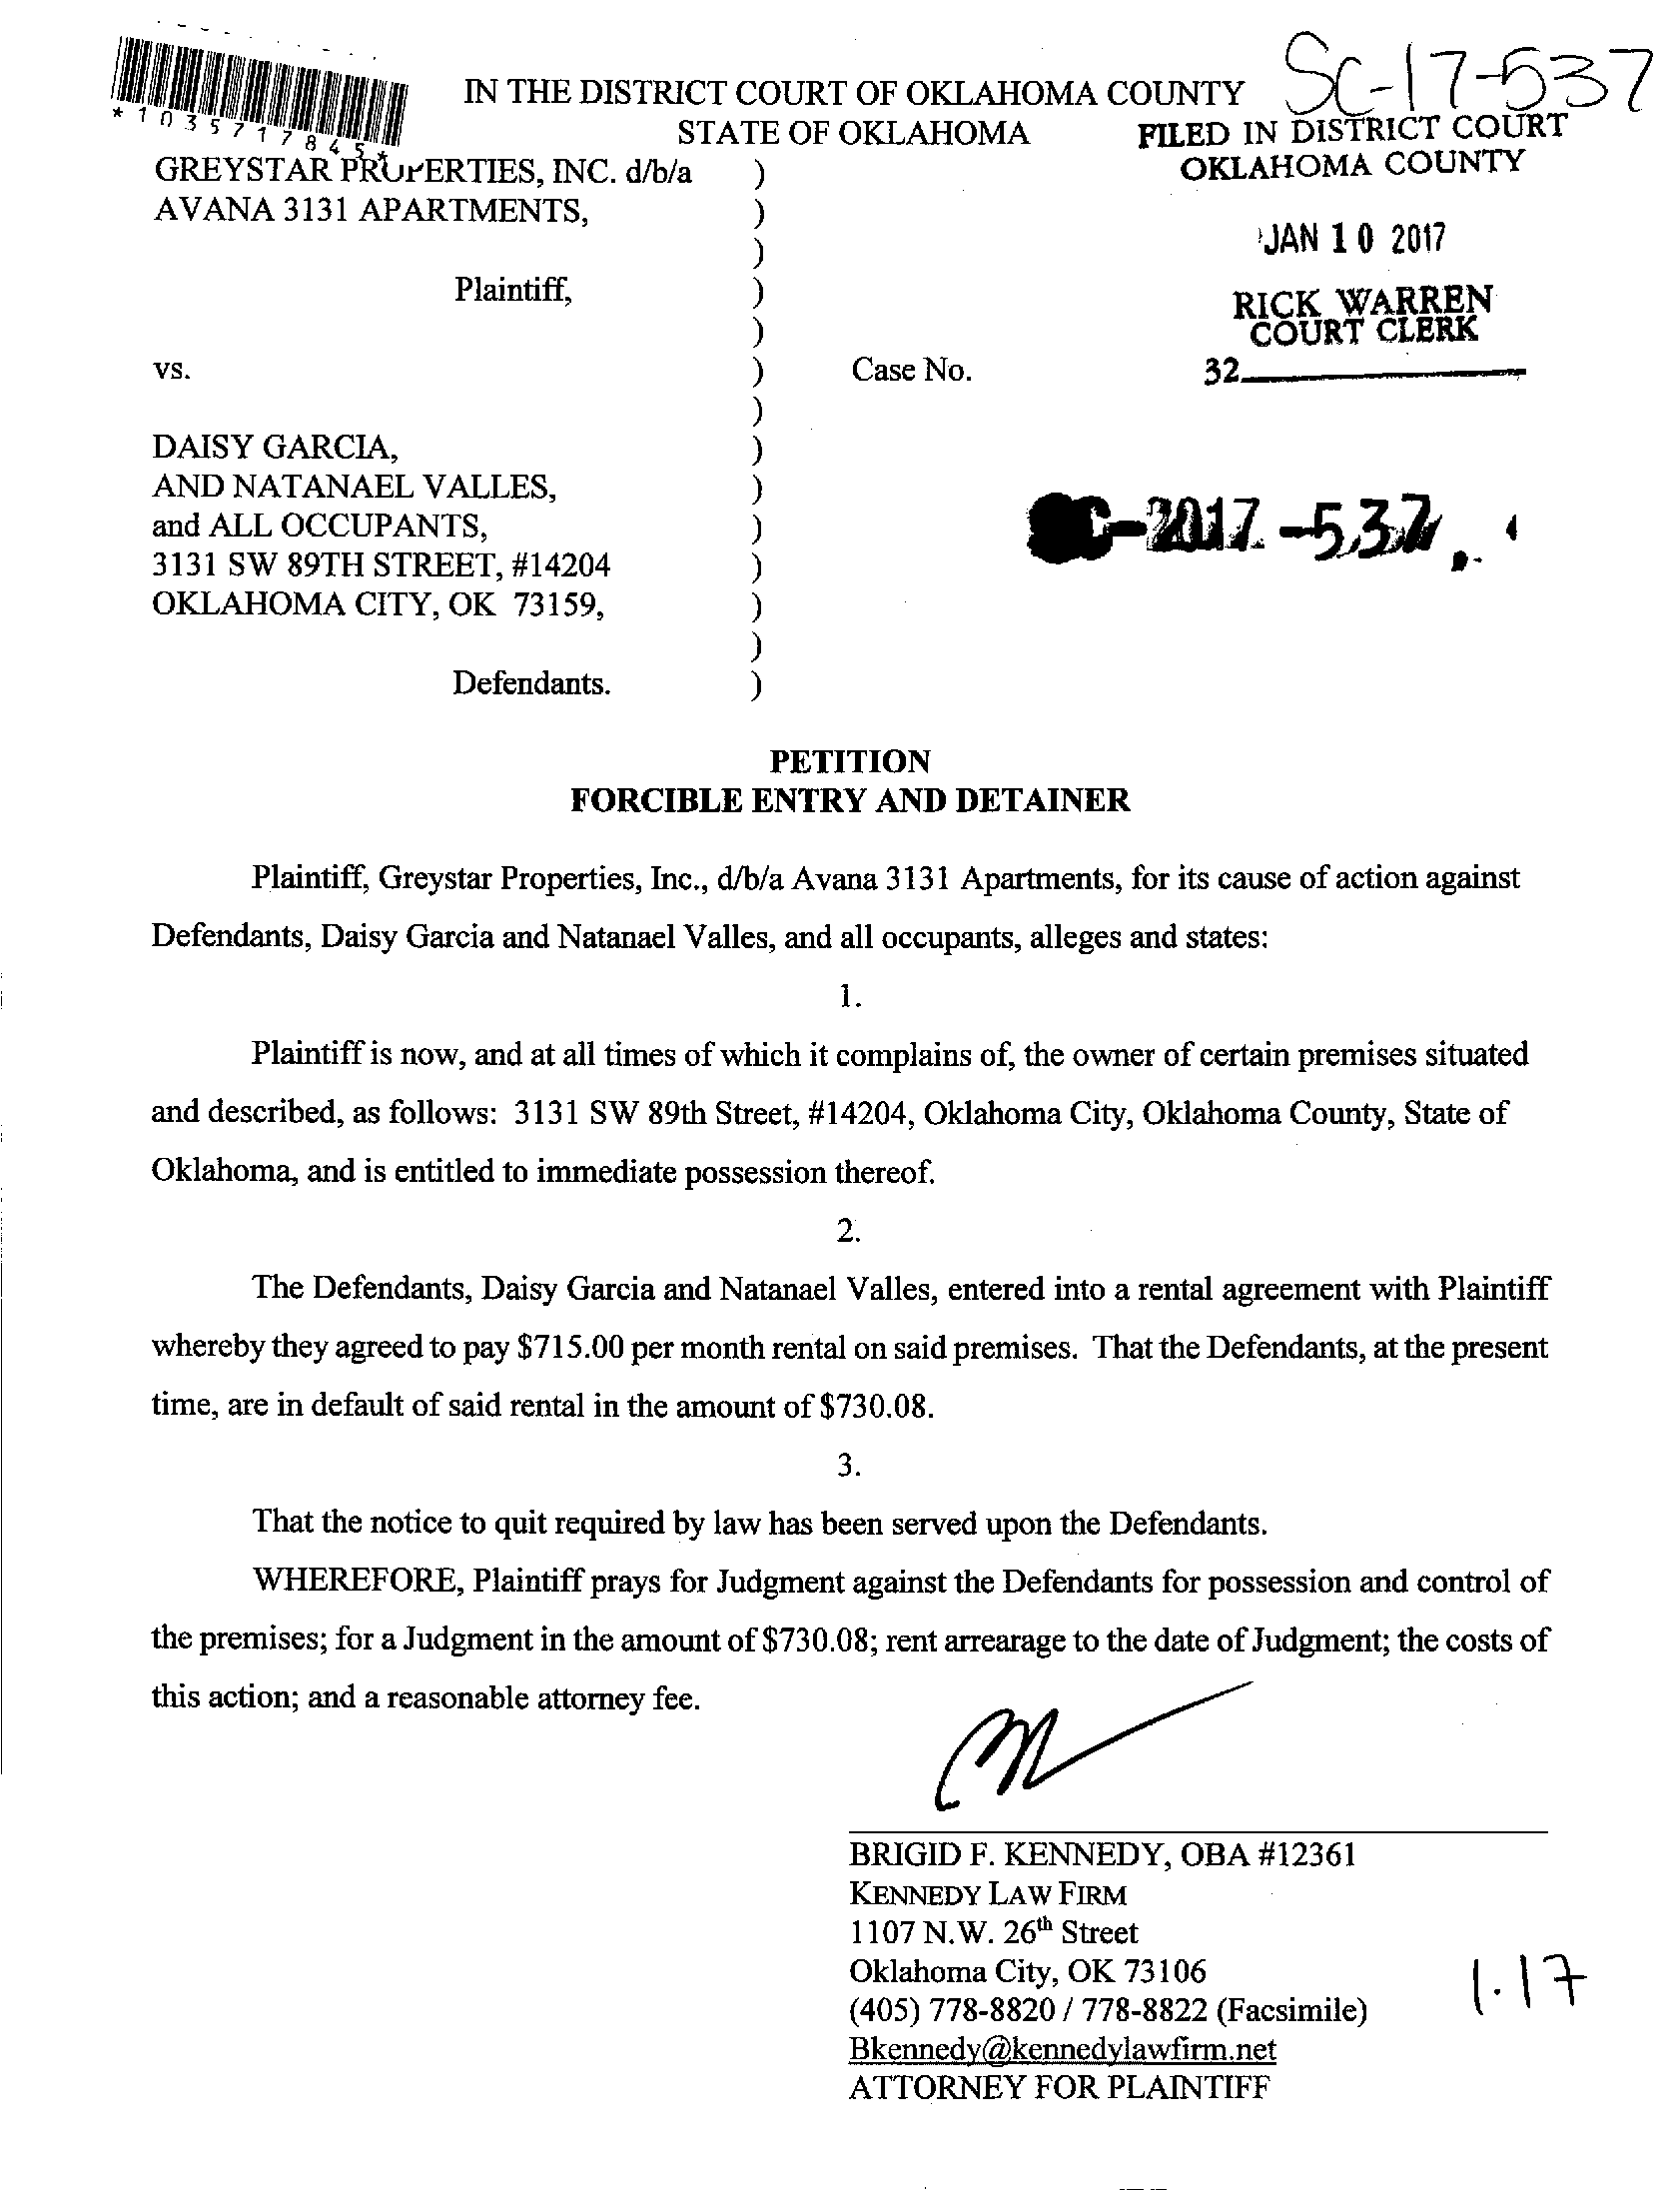 SC-17-537
IN THE DISTRICT COURT OF OKLAHOMA COUNTY
STATE OF OKLAHOMA
* 1 0 3 5 7 1 7 8 4 5 *
FILED IN DISTRICT COURT
OKLAHOMA COUNTY
JAN 10 2017
RICK WARREN
COURT CLERK
32
GREYSTAR PROPERTIES, INC. d/b/a )
AVANA 3131 APARTMENTS, )
)
Plaintiff, )
)
vs. ) Case No.
)
DAISY GARCIA, )
AND NATANAEL VALLES, )
and ALL OCCUPANTS, ) SC-2017-537
3131 SW 89TH STREET, #14204 )
OKLAHOMA CITY, OK 73159, )
)
Defendants. )
PETITION
FORCIBLE ENTRY AND DETAINER
Plaintiff, Greystar Properties, Inc., d/b/a Avana 3131 Apartments, for its cause of action against
Defendants, Daisy Garcia and Natanael Valles, and all occupants, alleges and states:
1.
Plaintiff is now, and at all times of which it complains of, the owner of certain premises situated
and described, as follows: 3131 SW 89th Street, #14204, Oklahoma City, Oklahoma County, State of
Oklahoma, and is entitled to immediate possession thereof.
2.
The Defendants, Daisy Garcia and Natanael Valles, entered into a rental agreement with Plaintiff
whereby they agreed to pay $715.00 per month rental on said premises. That the Defendants, at the present
time, are in default of said rental in the amount of $730.08.
3.
That the notice to quit required by law has been served upon the Defendants.
WHEREFORE, Plaintiff prays for Judgment against the Defendants for possession and control of
the premises; for a Judgment in the amount of $730.08; rent arrearage to the date of Judgment; the costs of
this action; and a reasonable attorney fee.
BRIGID F. KENNEDY, OBA #12361
KENNEDY LAW FIRM
1107 N.W. 26th Street
Oklahoma City, OK 73106
(405) 778-8820 / 778-8822 (Facsimile)
Bkennedy@kennedylawfirm.net
ATTORNEY FOR PLAINTIFF
1.17